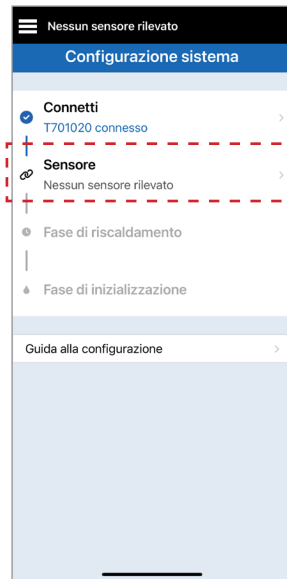 Nessun sensore rilevato
Configurazione sistema
Connetti
T701020 connesso
Sensore
Nessun sensore rilevato
Fase di riscaldamento
Fase di inizializzazione
Guida alla configurazione